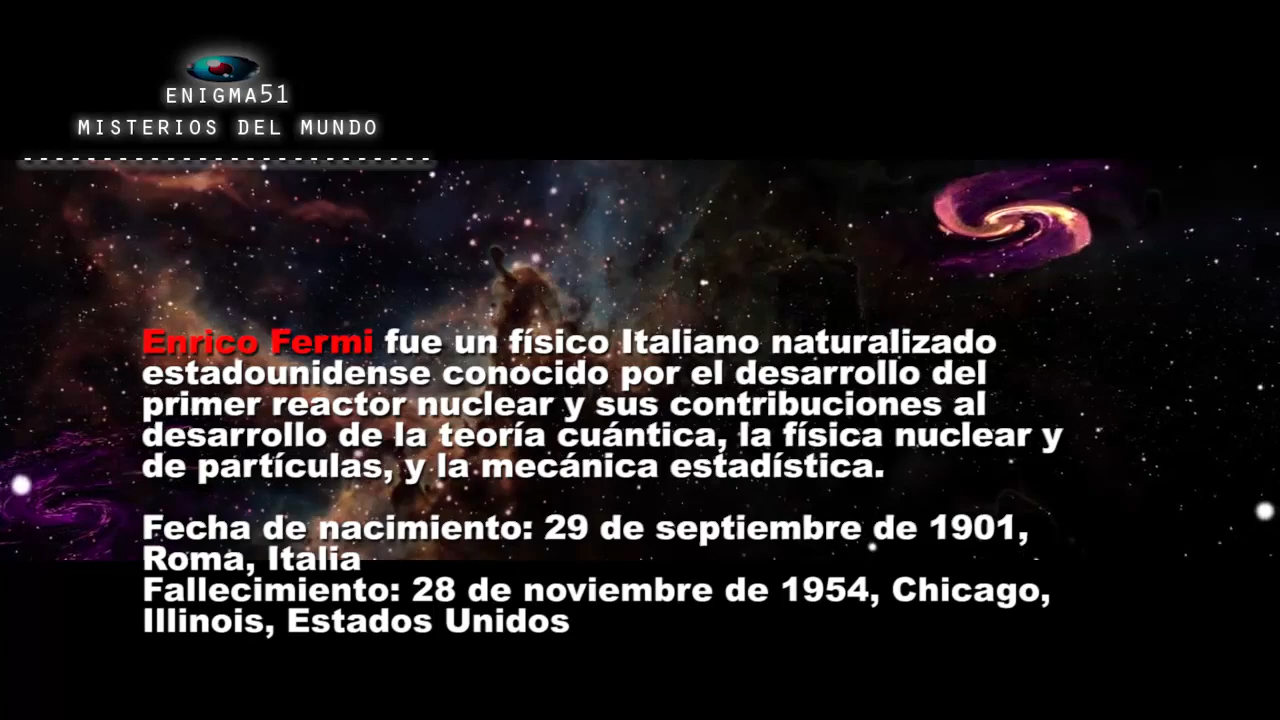 ENIGMA51
MISTERIOS DEL MUNDO
Enrico Fermi fue un físico Italiano naturalizado
estadounidense conocido por el desarrollo del
primer reactor nuclear y sus contribuciones al
desarrollo de la teoría cuántica, la física nuclear y
de partículas, y la mecánica estadística.
Fecha de nacimiento: 29 de septiembre de 1901,
Roma, Italia
Fallecimiento: 28 de noviembre de 1954, Chicago,
Illinois, Estados Unidos